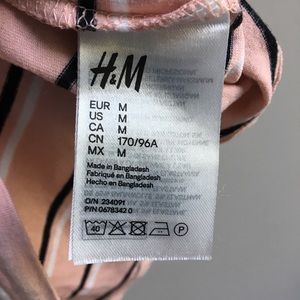 H&M
EUR M
US M
CA M
CN 170/96A
MX M
Made in Bangladesh
Fabriqué en Bangladesh
Hecho en Bangladesh
O/N 234091
P/N 0678342 0
40 P